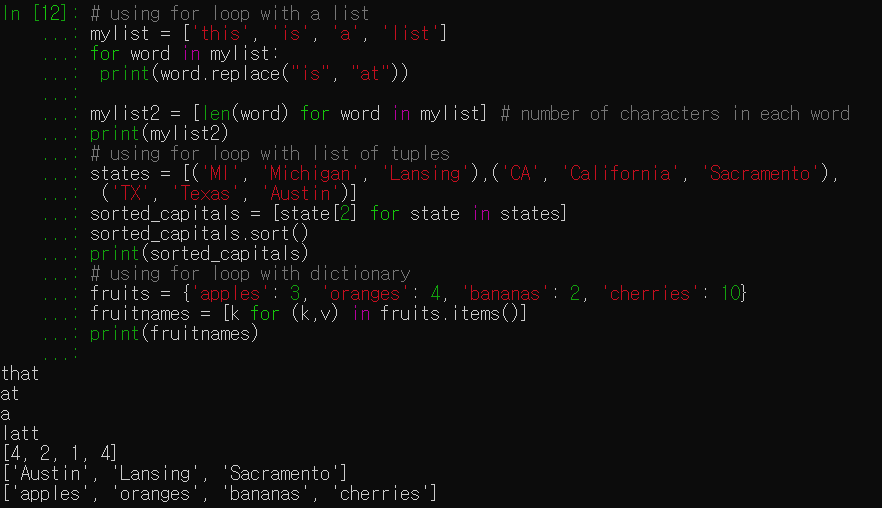 In [12]: # using for loop with a list
...: mylist = ['this', 'is', 'a', 'list']
...: for word in mylist:
...:  print(word.replace("is", "at"))
...:
...: mylist2 = [len(word) for word in mylist] # number of characters in each word
...: print(mylist2)
...: # using for loop with list of tuples
...: states = [('MI', 'Michigan', 'Lansing'),('CA', 'California', 'Sacramento'),
...:  ('TX', 'Texas', 'Austin')]
...: sorted_capitals = [state[2] for state in states]
...: sorted_capitals.sort()
...: print(sorted_capitals)
...: # using for loop with dictionary
...: fruits = {'apples': 3, 'oranges': 4, 'bananas': 2, 'cherries': 10}
...: fruitnames = [k for (k,v) in fruits.items()]
...: print(fruitnames)
...:
that
at
a
latt
[4, 2, 1, 4]
['Austin', 'Lansing', 'Sacramento']
['apples', 'oranges', 'bananas', 'cherries']